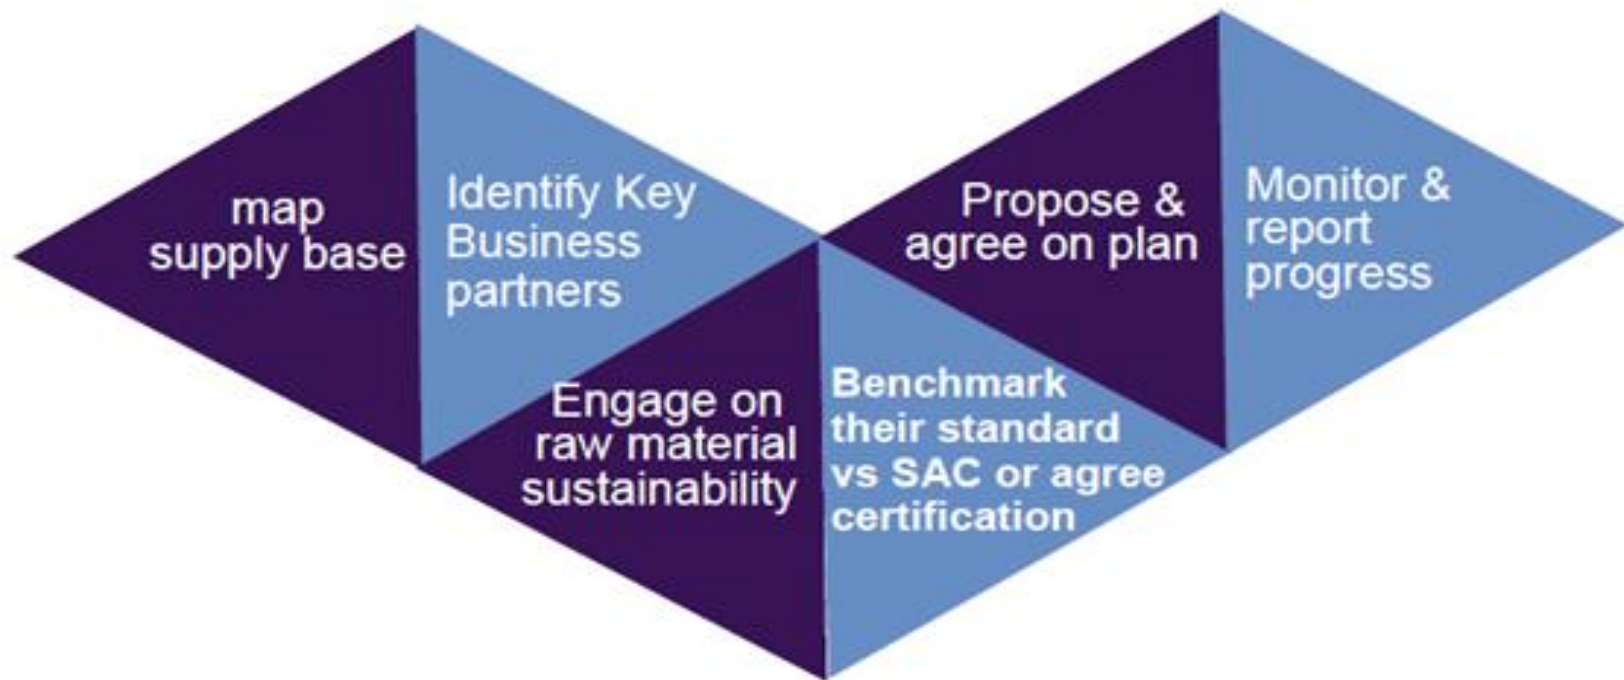 map
supply base
Identify Key
Business
partners
Engage on
raw material
sustainability
Benchmark
their standard
vs SAC or agree
certification
Propose &
agree on plan
Monitor &
report
progress